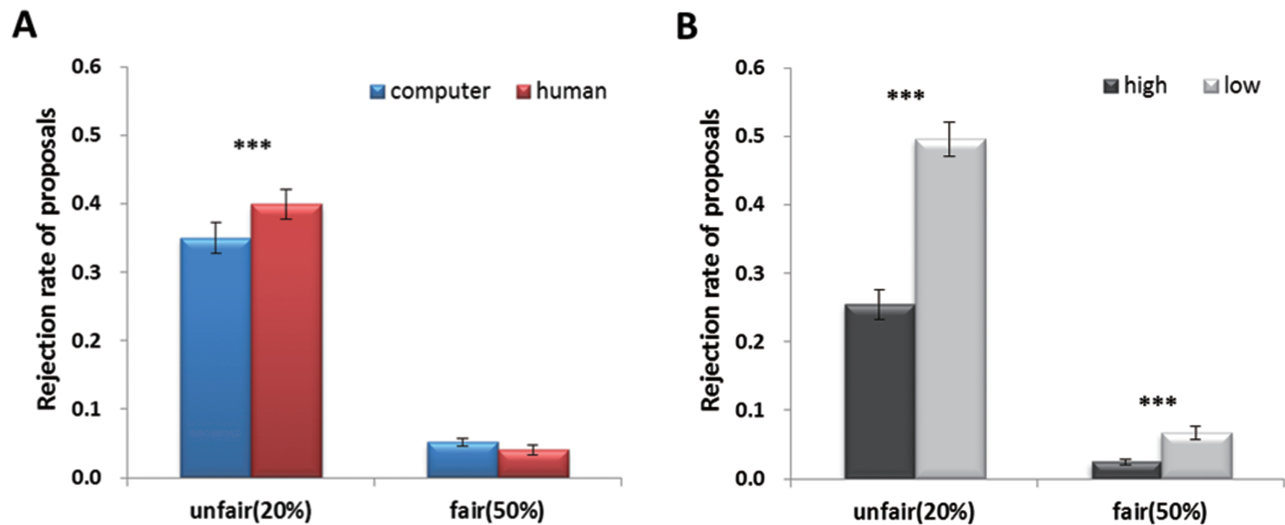 A
Rejection rate of proposals
0.6
0.5
0.4
0.3
0.2
0.1
0.0
computer human
***
unfair(20%) fair(50%)
B
Rejection rate of proposals
0.6
0.5
0.4
0.3
0.2
0.1
0.0
high low
***
***
unfair(20%) fair(50%)